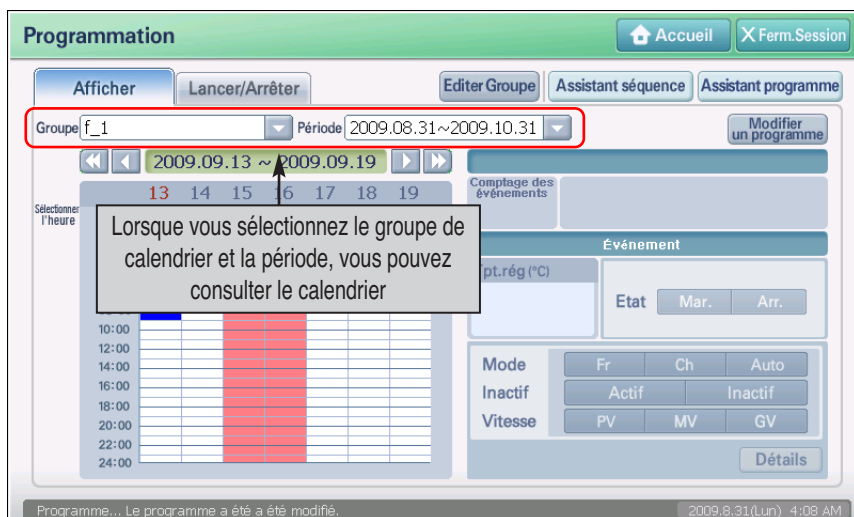 Programmation
Accueil
X Ferm.Session
Afficher
Lancer/Arrêter
Editer Groupe
Assistant séquence
Assistant programme
Groupe f_1
Période 2009.08.31~2009.10.31
Modifier
un programme
2009.09.13 ~ 2009.09.19
13 14 15 16 17 18 19
Sélectionner
l'heure
Comptage des
événements
Lorsque vous sélectionnez le groupe de
calendrier et la période, vous pouvez
consulter le calendrier
Événement
pt.rég (°C)
Etat Mar. Arr.
10:00
12:00
14:00
16:00
18:00
20:00
22:00
24:00
Mode Fr Ch Auto
Inactif Actif Inactif
Vitesse PV MV GV
Détails
Programme... Le programme a été a été modifié.
2009.8.31(Lun) 4:08 AM